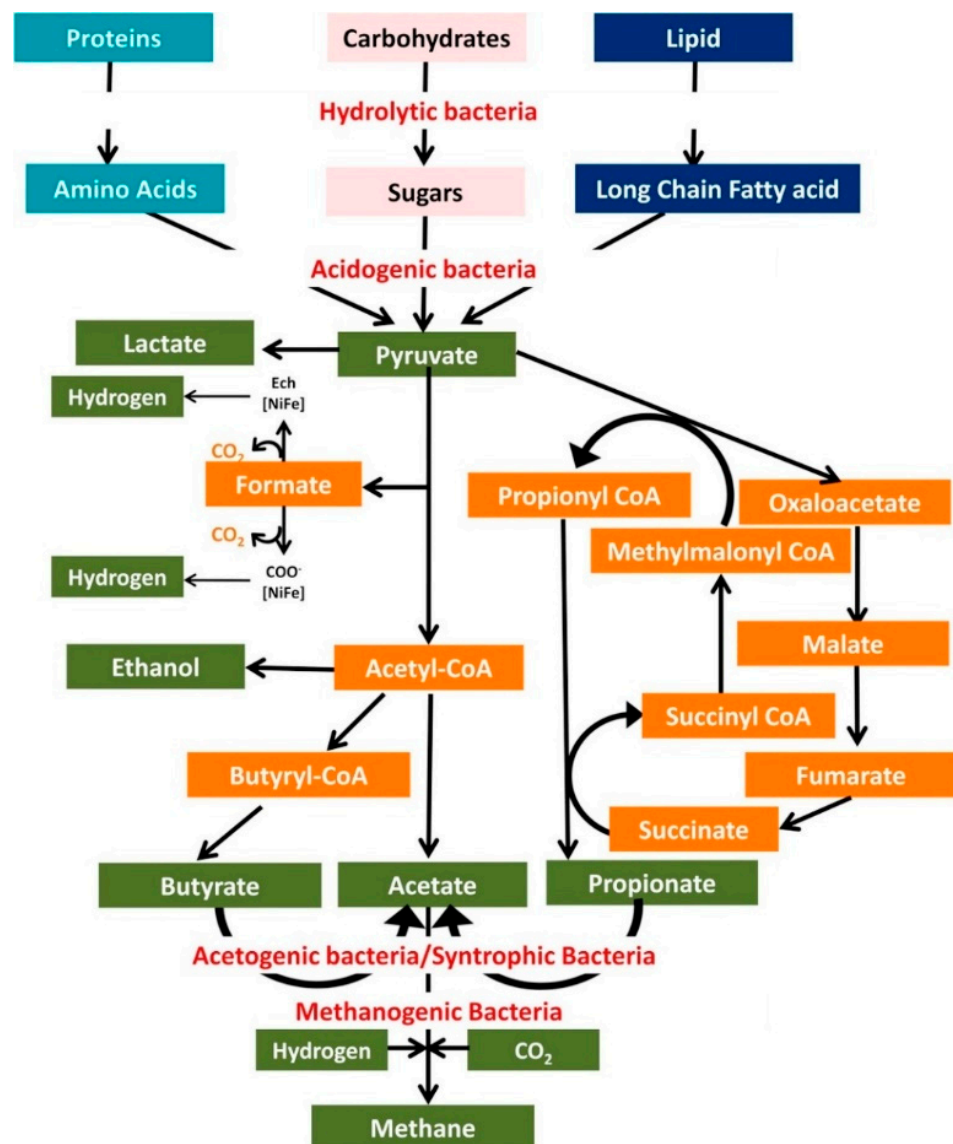 Proteins
Carbohydrates
Lipid
Hydrolytic bacteria
Amino Acids
Sugars
Long Chain Fatty acid
Acidogenic bacteria
Lactate
Pyruvate
Hydrogen
Ech
[NiFe]
CO₂
Formate
Propionyl CoA
Oxaloacetate
CO₂
Methylmalonyl CoA
Hydrogen
COO⁻
[NiFe]
Ethanol
Acetyl-CoA
Malate
Succinyl CoA
Butyryl-CoA
Fumarate
Succinate
Butyrate
Acetate
Propionate
Acetogenic bacteria/Syntrophic Bacteria
Methanogenic Bacteria
Hydrogen
CO₂
Methane